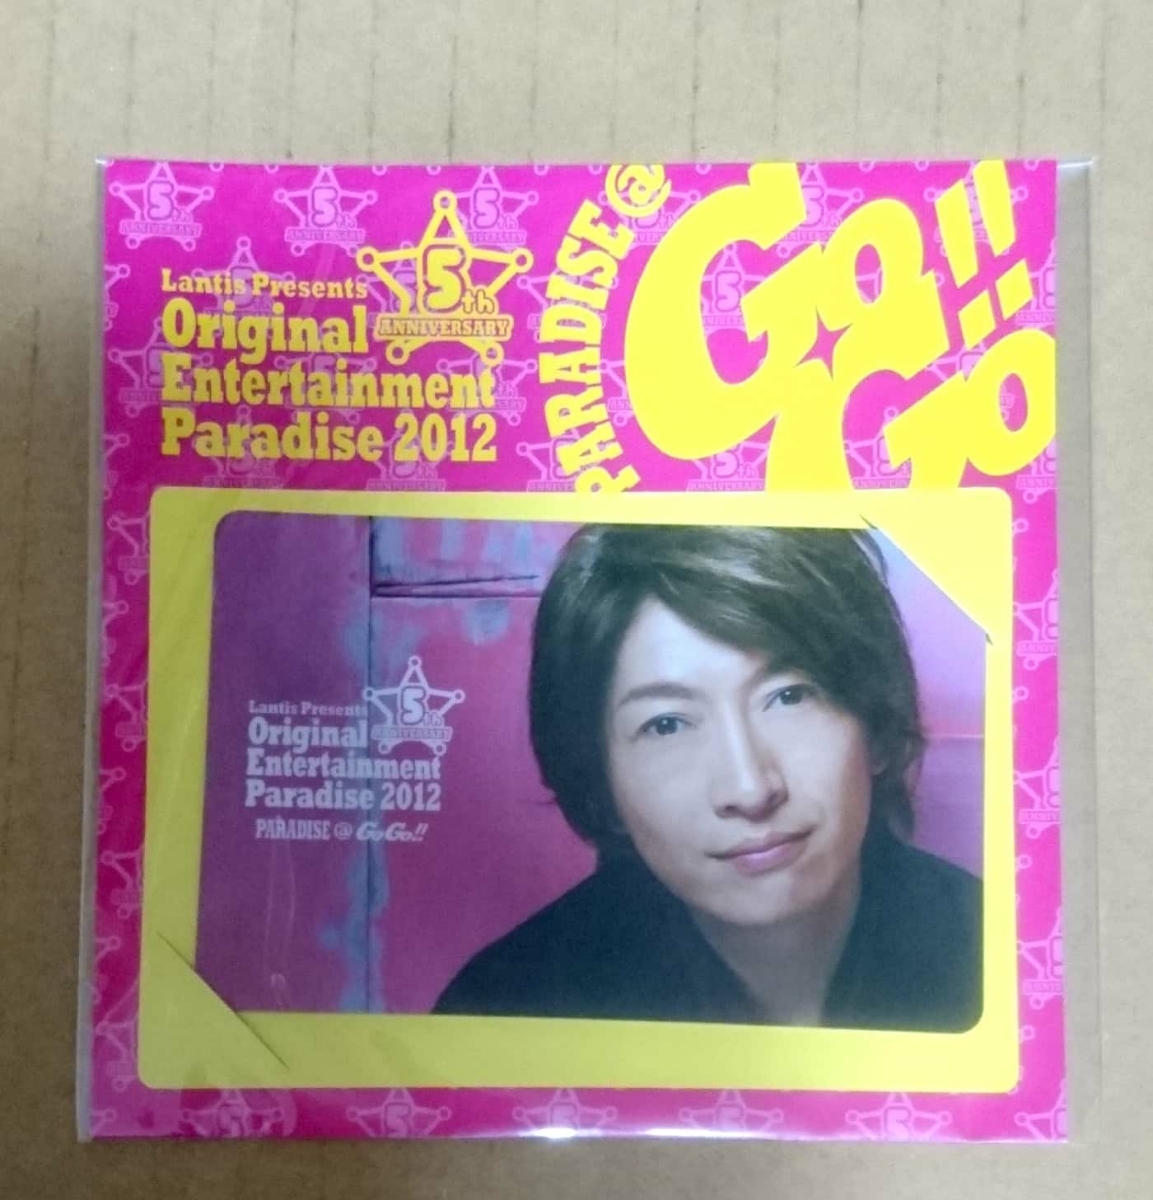 Lantis Presents
Original
Entertainment
Paradise 2012
5th
ANNIVERSARY
PARADISE@
Go!!
Go
Lantis Presents
Original
Entertainment
Paradise 2012
PARADISE @ GoGo!!
5th
ANNIVERSARY